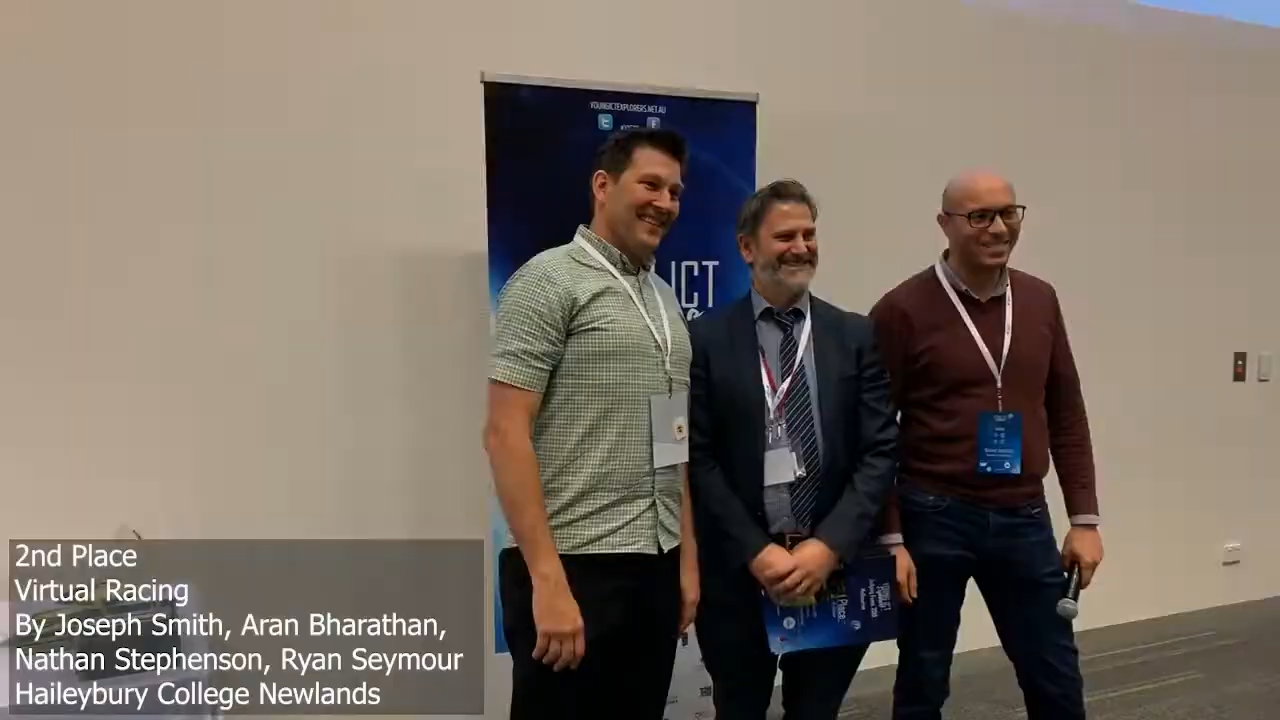 YOUNGICTEXPLORERS.NET.AU
ICT
Place
2nd Place
Virtual Racing
By Joseph Smith, Aran Bharathan,
Nathan Stephenson, Ryan Seymour
Haileybury College Newlands